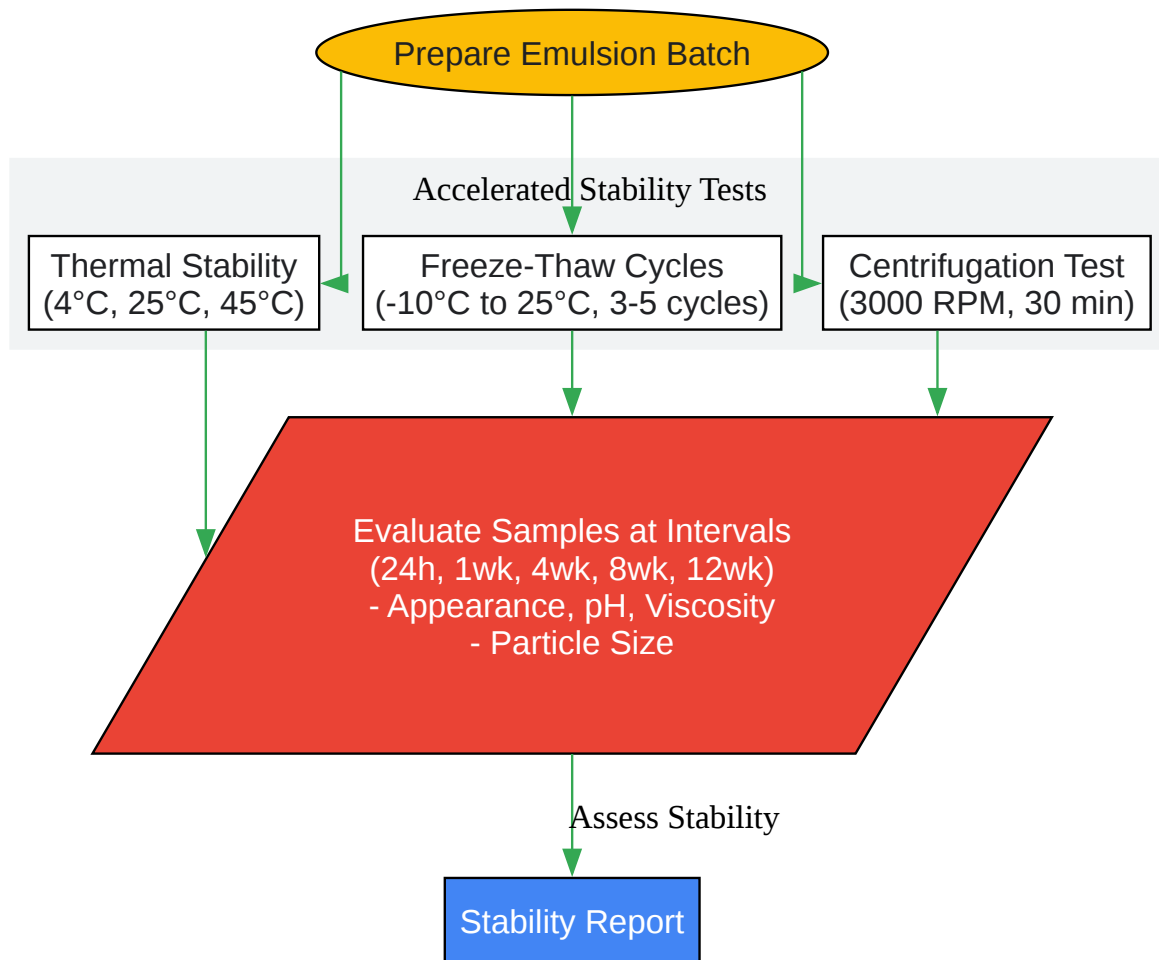 Prepare Emulsion Batch
Accelerated Stability Tests
Thermal Stability
(4°C, 25°C, 45°C)
Freeze-Thaw Cycles
(-10°C to 25°C, 3-5 cycles)
Centrifugation Test
(3000 RPM, 30 min)
Evaluate Samples at Intervals
(24h, 1wk, 4wk, 8wk, 12wk)
- Appearance, pH, Viscosity
- Particle Size
Assess Stability
Stability Report